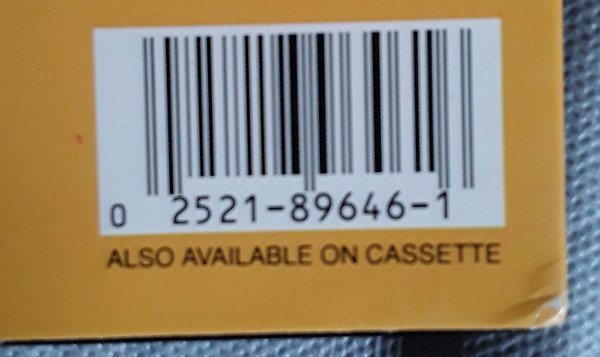 0 2521-89646-1
ALSO AVAILABLE ON CASSETTE